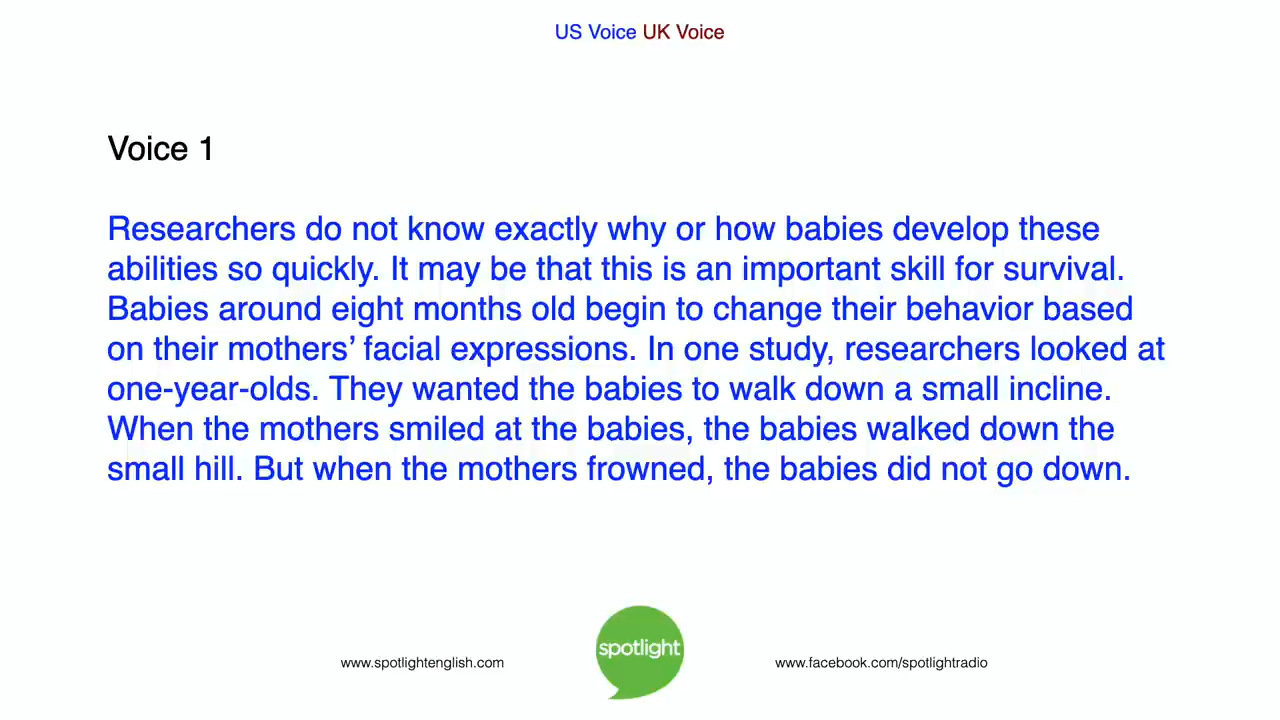 US Voice UK Voice
Voice 1
Researchers do not know exactly why or how babies develop these
abilities so quickly. It may be that this is an important skill for survival.
Babies around eight months old begin to change their behavior based
on their mothers’ facial expressions. In one study, researchers looked at
one-year-olds. They wanted the babies to walk down a small incline.
When the mothers smiled at the babies, the babies walked down the
small hill. But when the mothers frowned, the babies did not go down.
www.spotlightenglish.com
spotlight
www.facebook.com/spotlightradio